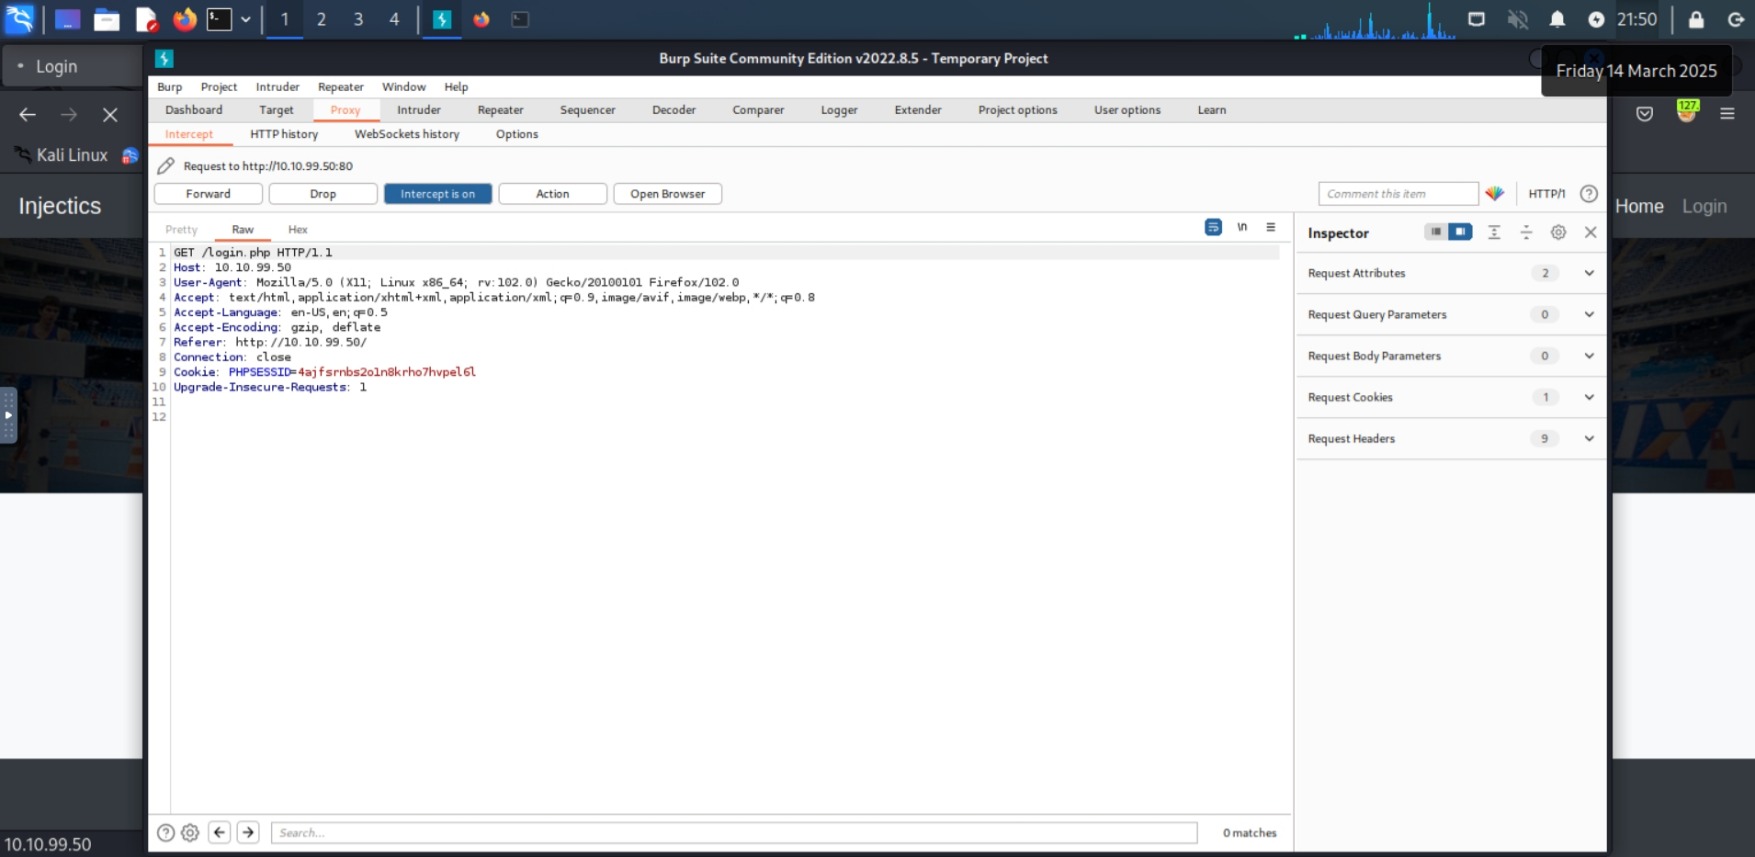 1 2 3 4 21:50
Login
Burp Suite Community Edition v2022.8.5 - Temporary Project
Friday 14 March 2025
Burp Project Intruder Repeater Window Help
Dashboard Target Proxy Intruder Repeater Sequencer Decoder Comparer Logger Extender Project options User options Learn
127.
Intercept HTTP history WebSockets history Options
Kali Linux
Request to http://10.10.99.50:80
Forward Drop Intercept is on Action Open Browser Comment this item HTTP/1
Injectics
Home Login
Pretty Raw Hex \n
Inspector
1 GET /login.php HTTP/1.1
2 Host: 10.10.99.50
3 User-Agent: Mozilla/5.0 (X11; Linux x86_64; rv:102.0) Gecko/20100101 Firefox/102.0
4 Accept: text/html,application/xhtml+xml,application/xml;q=0.9,image/avif,image/webp,*/*;q=0.8
5 Accept-Language: en-US,en;q=0.5
6 Accept-Encoding: gzip, deflate
7 Referer: http://10.10.99.50/
8 Connection: close
9 Cookie: PHPSESSID=4ajfsrnbs2o1n8krho7hvpel6l
10 Upgrade-Insecure-Requests: 1
11
12
Request Attributes 2
Request Query Parameters 0
Request Body Parameters 0
Request Cookies 1
Request Headers 9
Search... 0 matches
10.10.99.50